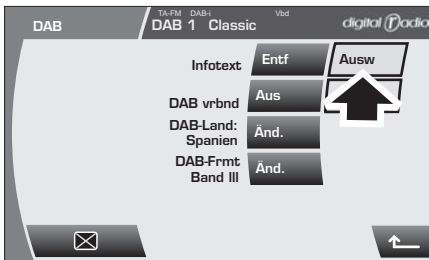 TA-FM DAB-i Vbd
DAB DAB 1 Classic digital radio
Infotext Entf Ausw
DAB vrbnd Aus
DAB-Land: Spanien Änd.
DAB-Frmt Band III Änd.